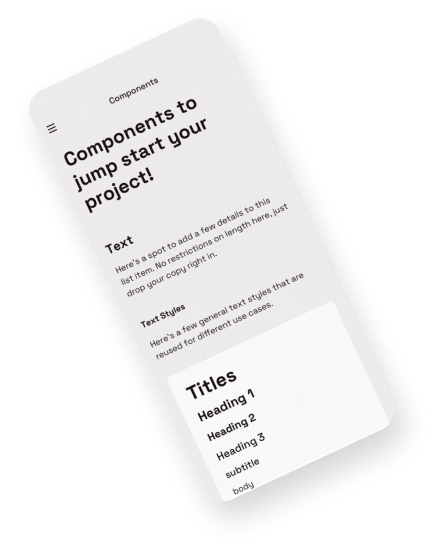 Components
Components to
jump start your
project!
Text
Here's a spot to add a few details to this
list item. No restrictions on length here, just
drop your copy right in.
Text Styles
Here's a few general text styles that are
reused for different use cases.
Titles
Heading 1
Heading 2
Heading 3
subtitle
body